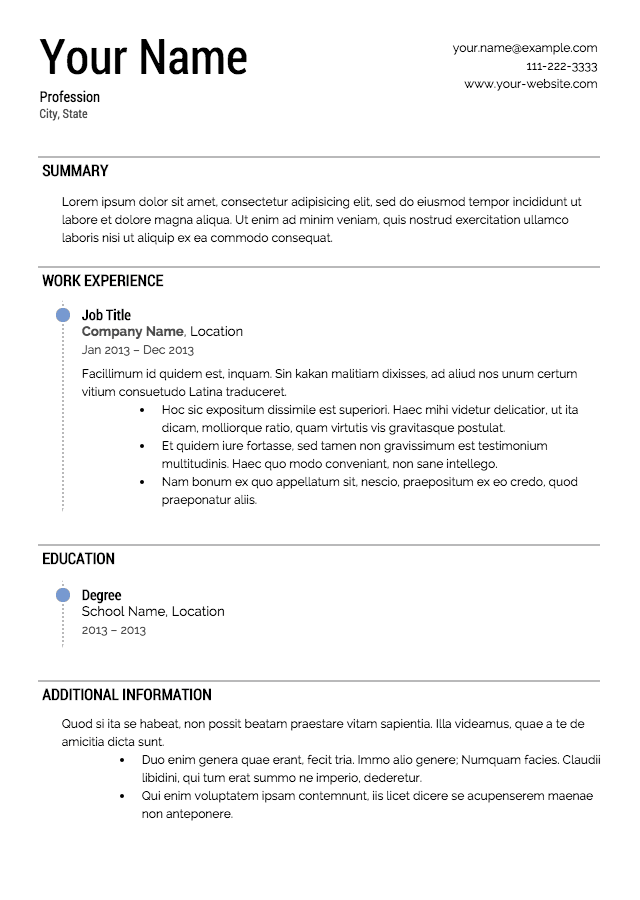 Your Name
your.name@example.com
111-222-3333
www.your-website.com
Profession
City, State
SUMMARY
Lorem ipsum dolor sit amet, consectetur adipisicing elit, sed do eiusmod tempor incididunt ut
labore et dolore magna aliqua. Ut enim ad minim veniam, quis nostrud exercitation ullamco
laboris nisi ut aliquip ex ea commodo consequat.
WORK EXPERIENCE
Job Title
Company Name, Location
Jan 2013 – Dec 2013
Facillimum id quidem est, inquam. Sin kakan malitiam dixisses, ad aliud nos unum certum
vitium consuetudo Latina traduceret.
• Hoc sic expositum dissimile est superiori. Haec mihi videtur delicatior, ut ita
dicam, molliorque ratio, quam virtutis vis gravitasque postulat.
• Et quidem iure fortasse, sed tamen non gravissimum est testimonium
multitudinis. Haec quo modo conveniant, non sane intellego.
• Nam bonum ex quo appellatum sit, nescio, praepositum ex eo credo, quod
praeponatur aliis.
EDUCATION
Degree
School Name, Location
2013 – 2013
ADDITIONAL INFORMATION
Quod si ita se habeat, non possit beatam praestare vitam sapientia. Illa videamus, quae a te de
amicitia dicta sunt.
• Duo enim genera quae erant, fecit tria. Immo alio genere; Numquam facies. Claudii
libidini, qui tum erat summo ne imperio, dederetur.
• Qui enim voluptatem ipsam contemnunt, iis licet dicere se acupenserem maenae
non anteponere.